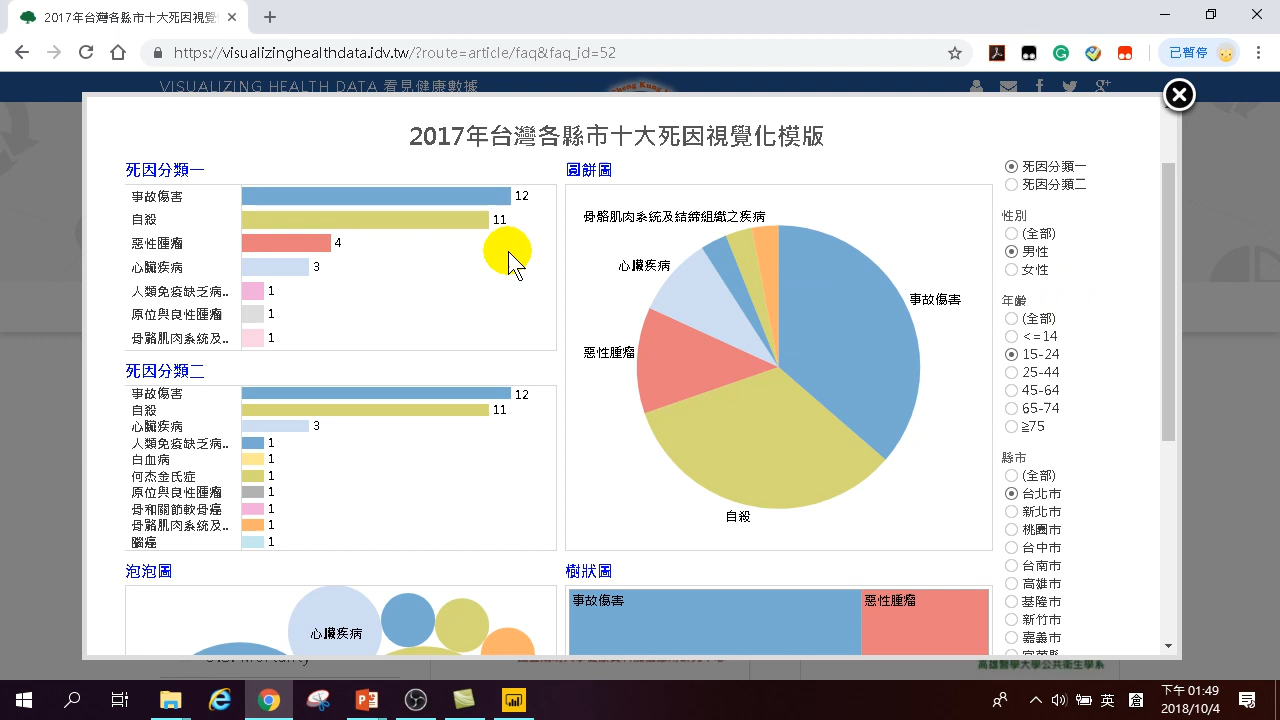 2017年台灣各縣市十大死因視覺
https://visualizinghealthdata.idv.tw/?route=article/faq&faq_id=52
已暫停
VISUALIZING HEALTH DATA 看見健康數據
2017年台灣各縣市十大死因視覺化模版
死因分類一
事故傷害 12
自殺 11
惡性腫瘤 4
心臟疾病 3
人類免疫缺乏病.. 1
原位與良性腫瘤 1
骨骼肌肉系統及.. 1
死因分類二
事故傷害 12
自殺 11
心臟疾病 3
人類免疫缺乏病.. 1
白血病 1
何杰金氏症 1
原位與良性腫瘤 1
骨和關節軟骨癌 1
骨骼肌肉系統及.. 1
腦癌 1
泡泡圖
心臟疾病
圓餅圖
骨骼肌肉系統及結締組織之疾病
心臟疾病
事故傷害
惡性腫瘤
自殺
樹狀圖
事故傷害
惡性腫瘤
死因分類一
死因分類二
性別
(全部)
男性
女性
年齡
(全部)
<=14
15-24
25-44
45-64
65-74
≧75
縣市
(全部)
台北市
新北市
桃園市
台中市
台南市
高雄市
基隆市
新竹市
嘉義市
高雄醫學大學公共衛生學系
英
下午 01:49
2018/10/4